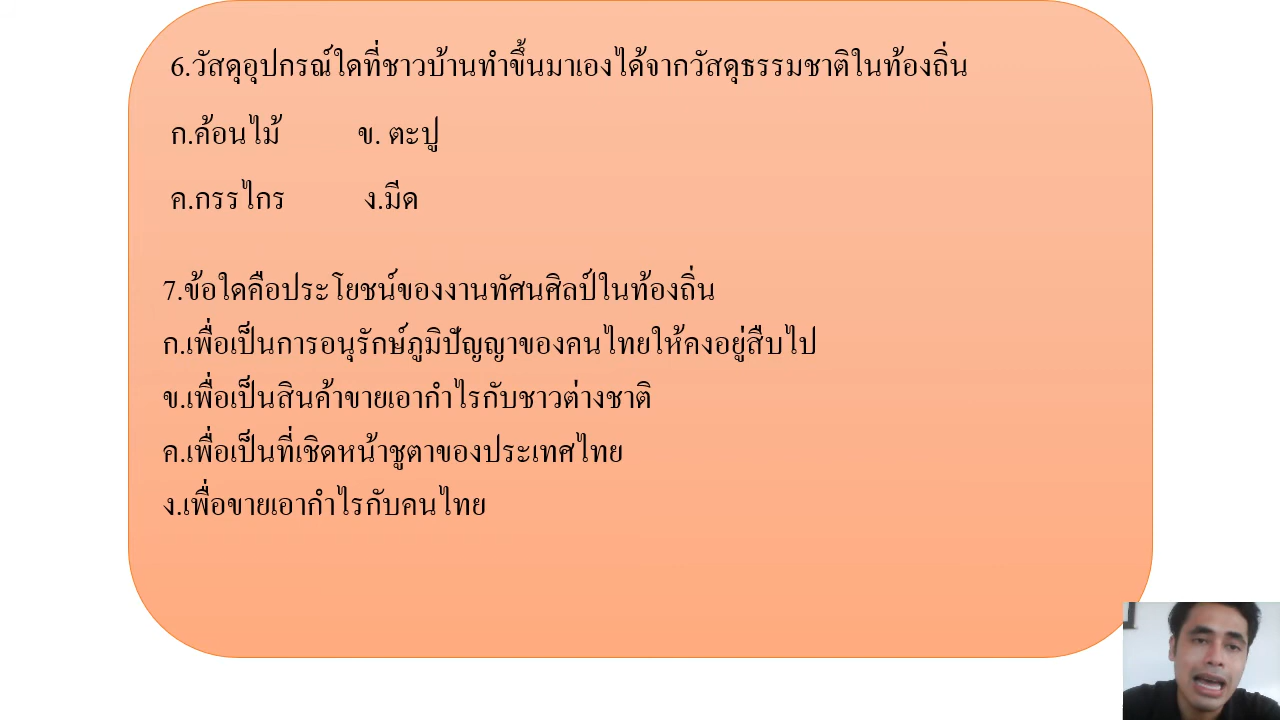 6.วัสดุอุปกรณ์ใดที่ชาวบ้านทำขึ้นมาเองได้จากวัสดุธรรมชาติในท้องถิ่น
ก.ค้อนไม้ ข. ตะปู
ค.กรรไกร ง.มีด
7.ข้อใดคือประโยชน์ของงานทัศนศิลป์ในท้องถิ่น
ก.เพื่อเป็นการอนุรักษ์ภูมิปัญญาของคนไทยให้คงอยู่สืบไป
ข.เพื่อเป็นสินค้าขายเอากำไรกับชาวต่างชาติ
ค.เพื่อเป็นที่เชิดหน้าชูตาของประเทศไทย
ง.เพื่อขายเอากำไรกับคนไทย